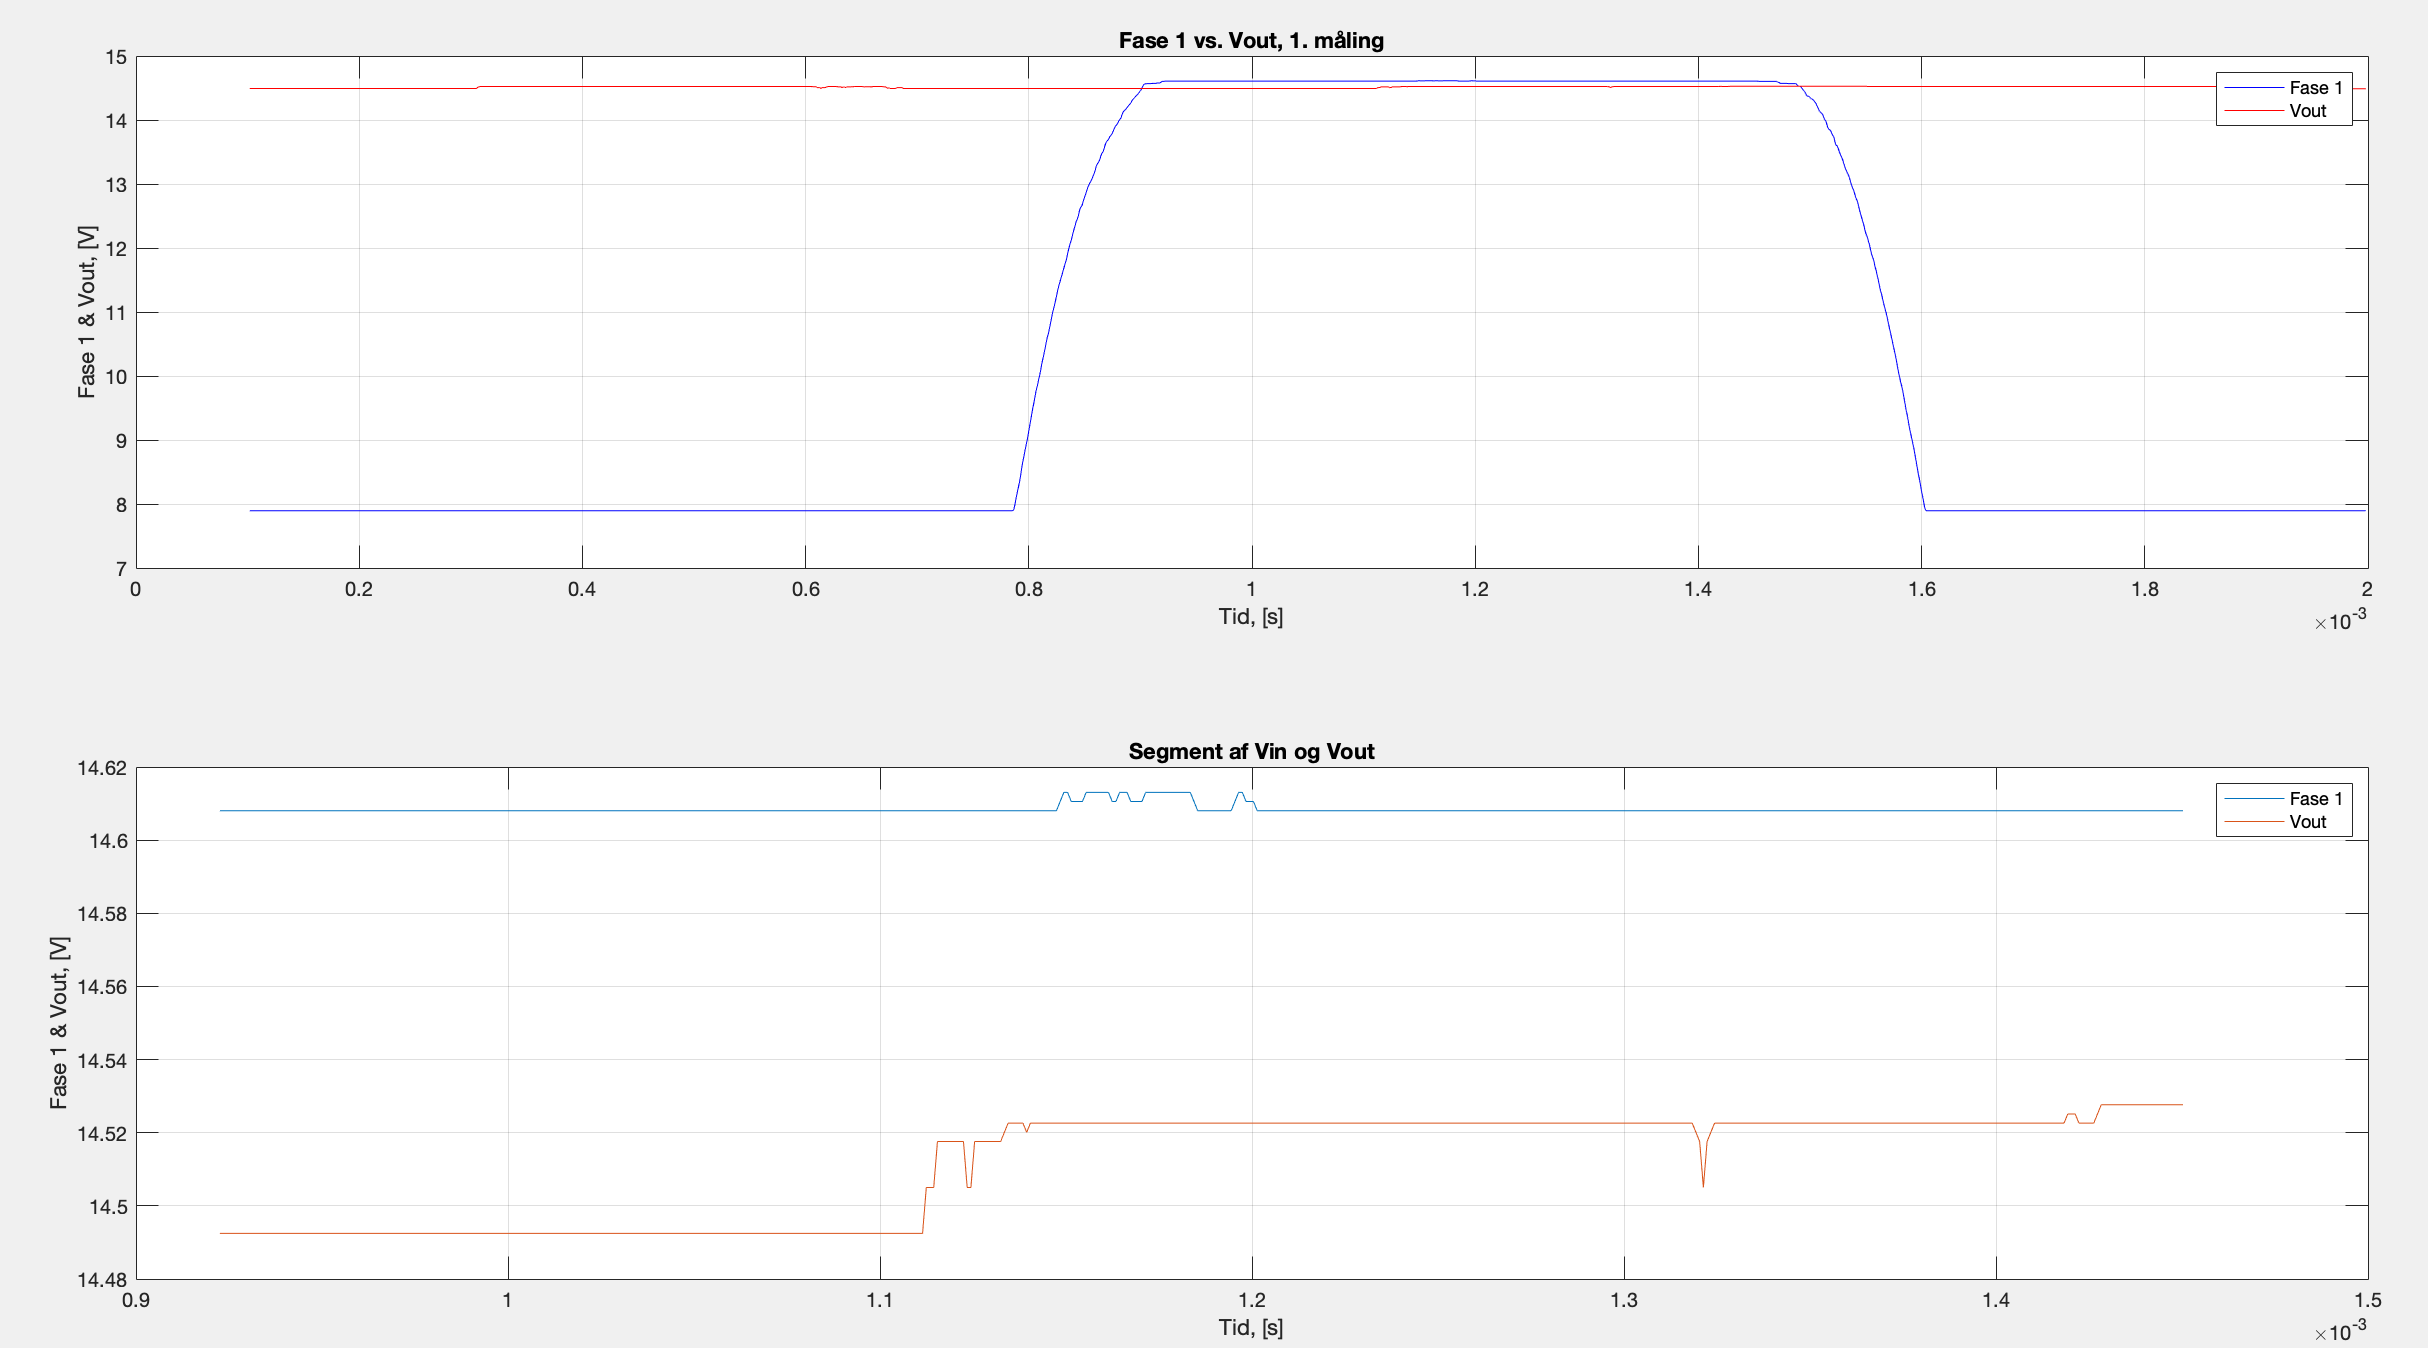 Fase 1 vs. Vout, 1. måling
15
14
13
12
11
10
9
8
7
Fase 1 & Vout, [V]
Fase 1
Vout
0 0.2 0.4 0.6 0.8 1 1.2 1.4 1.6 1.8 2
Tid, [s]
×10-3
Segment af Vin og Vout
14.62
14.6
14.58
14.56
14.54
14.52
14.5
14.48
Fase 1 & Vout, [V]
Fase 1
Vout
0.9 1 1.1 1.2 1.3 1.4 1.5
Tid, [s]
×10-3